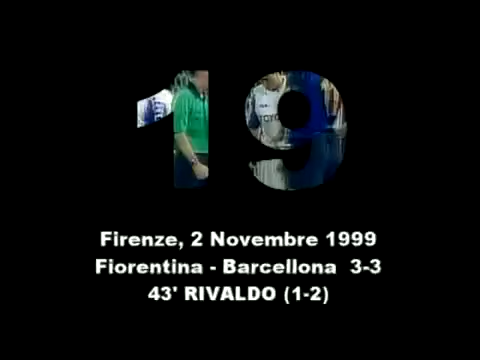 19
Firenze, 2 Novembre 1999
Fiorentina - Barcellona 3-3
43' RIVALDO (1-2)